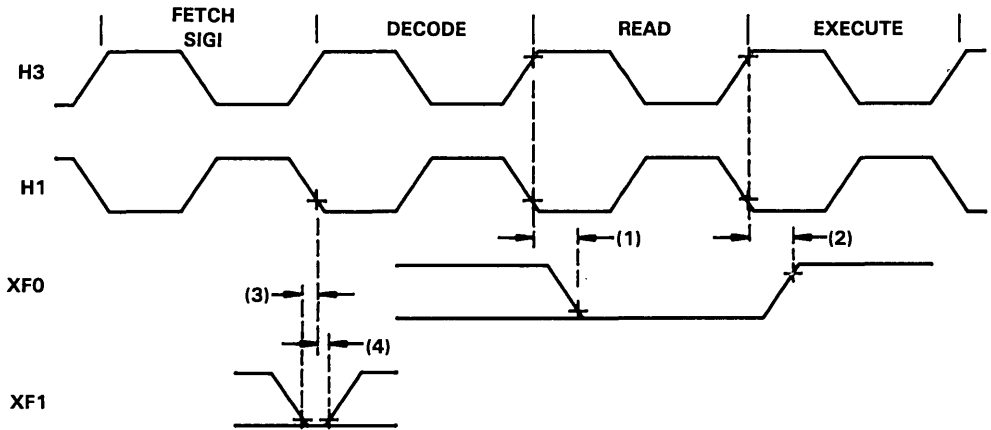 FETCH
SIGI
DECODE
READ
EXECUTE
H3
H1
(1)
(2)
XF0
(3)
(4)
XF1